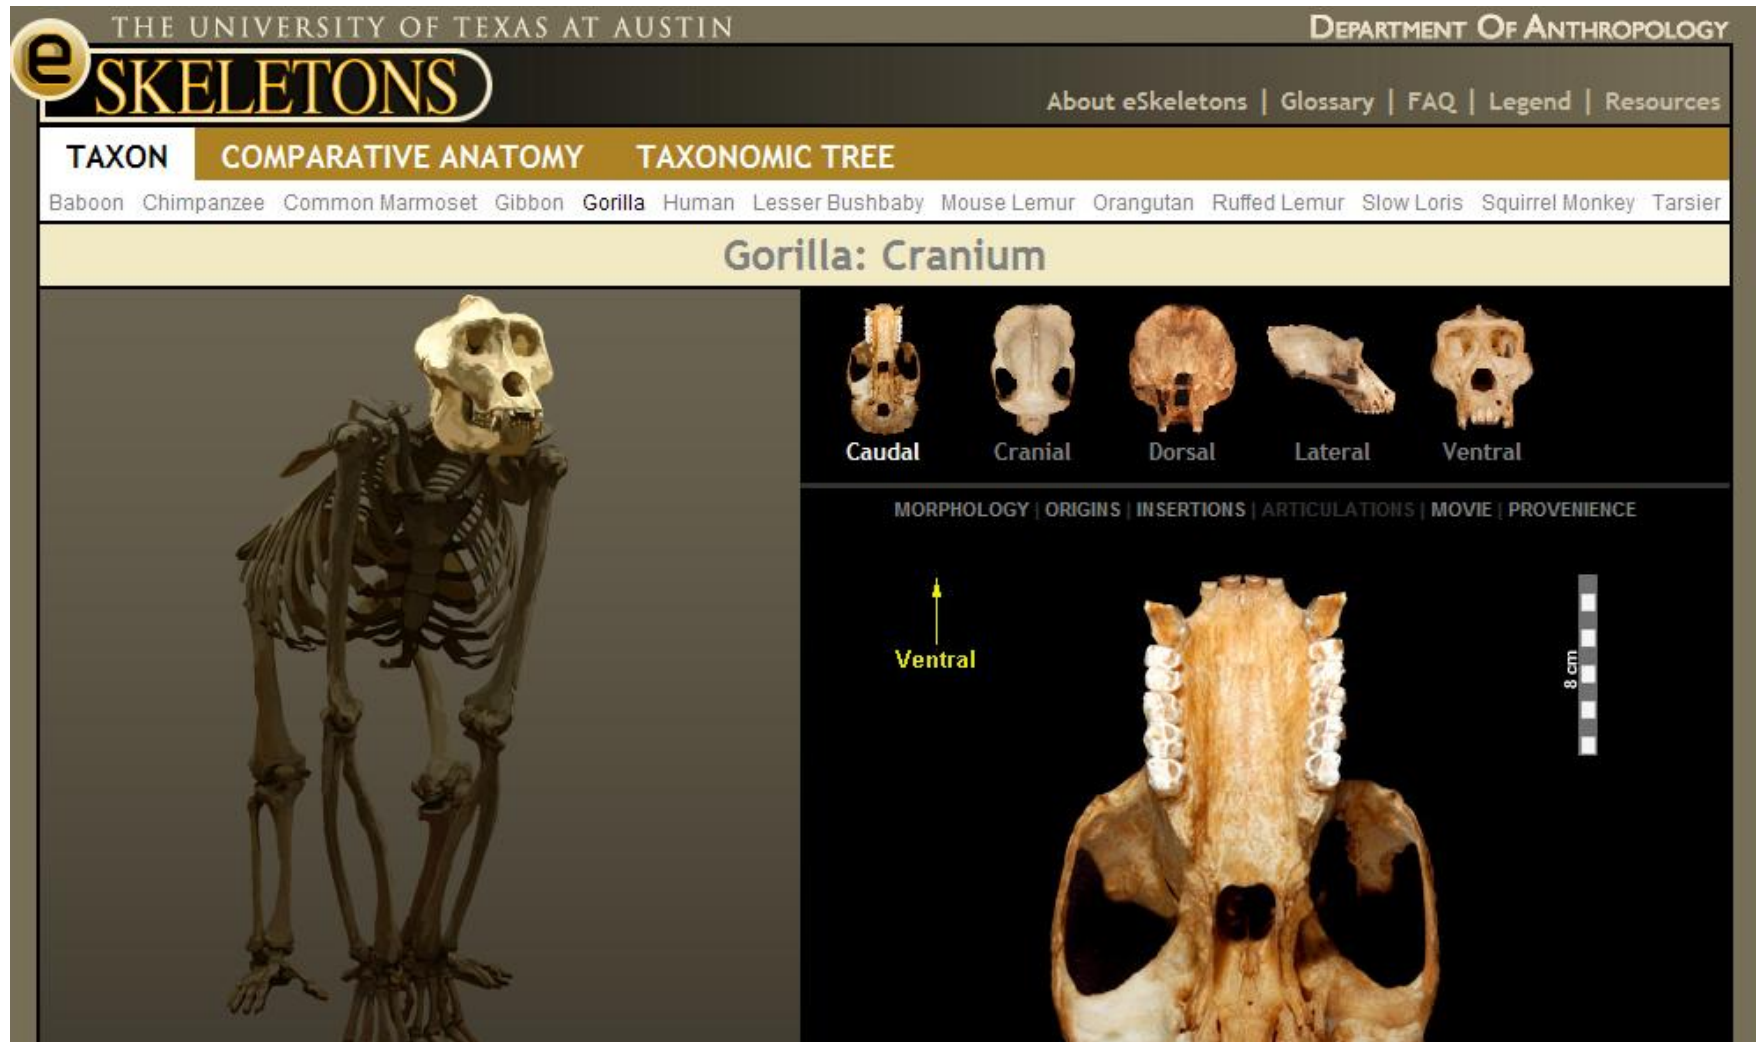 THE UNIVERSITY OF TEXAS AT AUSTIN
DEPARTMENT OF ANTHROPOLOGY
eSKELETONS
About eSkeletons | Glossary | FAQ | Legend | Resources
TAXON COMPARATIVE ANATOMY TAXONOMIC TREE
Baboon Chimpanzee Common Marmoset Gibbon Gorilla Human Lesser Bushbaby Mouse Lemur Orangutan Ruffed Lemur Slow Loris Squirrel Monkey Tarsier
Gorilla: Cranium
Caudal Cranial Dorsal Lateral Ventral
MORPHOLOGY | ORIGINS | INSERTIONS | ARTICULATIONS | MOVIE | PROVENIENCE
Ventral
8 cm